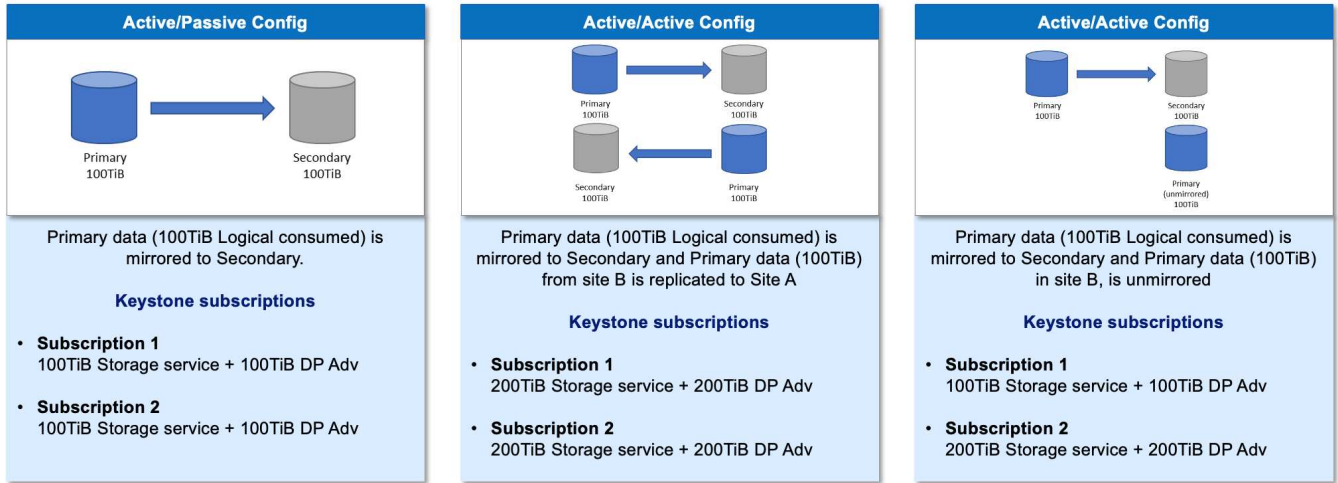 Active/Passive Config
Primary
100TiB
Secondary
100TiB
Primary data (100TiB Logical consumed) is
mirrored to Secondary.
Keystone subscriptions
• Subscription 1
100TiB Storage service + 100TiB DP Adv
• Subscription 2
100TiB Storage service + 100TiB DP Adv
Active/Active Config
Primary
100TiB
Secondary
100TiB
Secondary
100TiB
Primary
100TiB
Primary data (100TiB Logical consumed) is
mirrored to Secondary and Primary data (100TiB)
from site B is replicated to Site A
Keystone subscriptions
• Subscription 1
200TiB Storage service + 200TiB DP Adv
• Subscription 2
200TiB Storage service + 200TiB DP Adv
Active/Active Config
Primary
100TiB
Secondary
100TiB
Primary
(unmirrored)
100TiB
Primary data (100TiB Logical consumed) is
mirrored to Secondary and Primary data (100TiB)
in site B, is unmirrored
Keystone subscriptions
• Subscription 1
100TiB Storage service + 100TiB DP Adv
• Subscription 2
200TiB Storage service + 200TiB DP Adv